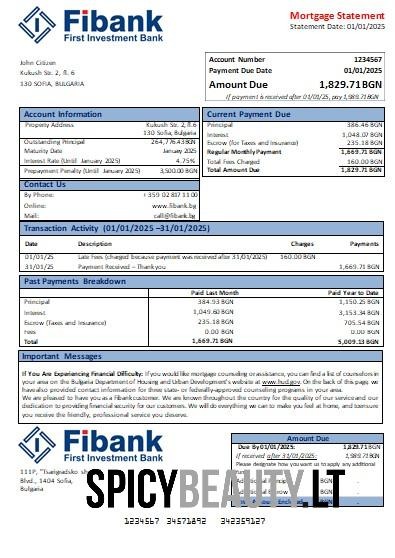 Fibank
First Investment Bank
Mortgage Statement
Statement Date: 01/01/2025
John Citizen
Kukush Str. 2, fl. 6
130 SOFIA, BULGARIA
Account Number 1234567
Payment Due Date 01/01/2025
Amount Due 1,829.71BGN
If payment is received after 01/01/25, pay 1,989.71BGN
Account Information
Property Address Kukush Str. 2, fl.6
130 Sofia, Bulgaria
Outstanding Principal 264,776.43BGN
Maturity Date January 2025
Interest Rate (Until January 2025) 4.75%
Prepayment Penalty (Until January 2025) 3,500.00 BGN
Current Payment Due
Principal 386.46 BGN
Interest 1,048.07 BGN
Escrow (for Taxes and Insurance) 235.18 BGN
Regular Monthly Payment 1,669.71 BGN
Total Fees Charged 160.00 BGN
Total Amount Due 1,829.71 BGN
Contact Us
By Phone: +359 02 817 11 00
Online: www.fibank.bg
Mail: call@fibank.bg
Transaction Activity (01/01/2025 –31/01/2025)
Date Description Charges Payments
01/01/25 Late Fees (charged because payment was received after 31/01/2025) 160.00 BGN
31/01/25 Payment Received – Thank you 1,669.71 BGN
Past Payments Breakdown
Paid Last Month Paid Year to Date
Principal 384.93 BGN 1,150.25 BGN
Interest 1,049.60 BGN 3,153.34 BGN
Escrow (Taxes and Insurance) 235.18 BGN 705.54 BGN
Fees 0.00 BGN 0.00 BGN
Total 1,669.71 BGN 5,009.13 BGN
Important Messages
If You Are Experiencing Financial Difficulty: If you would like mortgage counseling or assistance, you can find a list of counselors in
your area on the Bulgaria Department of Housing and Urban Development's website at www.hud.gov. On the back of this page, we
have also provided contact information for three state- or federally-approved counseling programs in your area.
We are pleased to have you as a Fibank customer. We are known throughout the country for the quality of our service and our
dedication to providing financial security for our customers. We will do everything we can to make you feel at home, and to ensure
you receive the friendly, professional service you deserve.
Fibank
First Investment Bank
111P, "Tsarigradsko sh
Blvd., 1404 Sofia,
Bulgaria
Amount Due
Due By 01/01/2025: 1,829.71 BGN
If received after 31/01/25: 1,989.71BGN
Please designate how you want us to apply any additional
Additional Escrow BGN
SPICYBEAUTY.LT
1234567 34571892 342359127